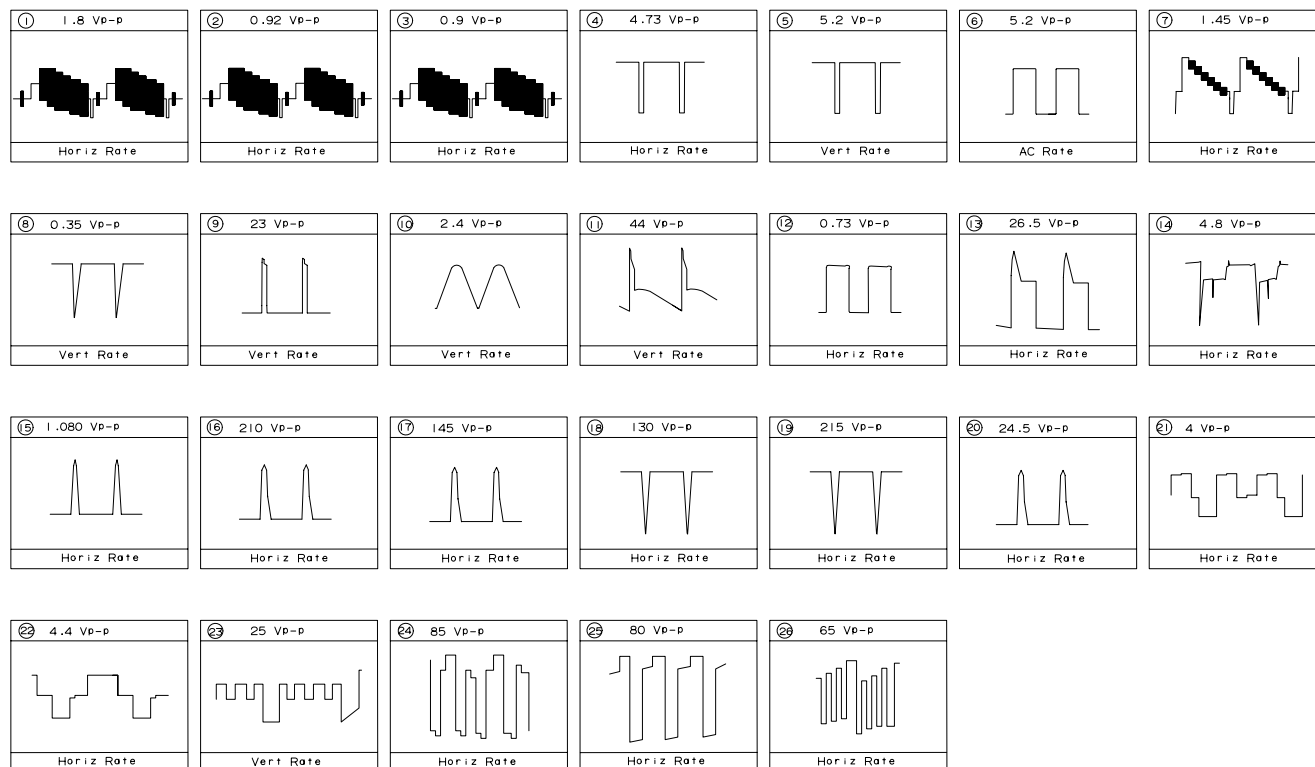 1 1.8 Vp-p
Horiz Rate
2 0.92 Vp-p
Horiz Rate
3 0.9 Vp-p
Horiz Rate
4 4.73 Vp-p
Horiz Rate
5 5.2 Vp-p
Vert Rate
6 5.2 Vp-p
AC Rate
7 1.45 Vp-p
Horiz Rate
8 0.35 Vp-p
Vert Rate
9 23 Vp-p
Vert Rate
10 2.4 Vp-p
Vert Rate
11 44 Vp-p
Vert Rate
12 0.73 Vp-p
Horiz Rate
13 26.5 Vp-p
Horiz Rate
14 4.8 Vp-p
Horiz Rate
15 1.080 Vp-p
Horiz Rate
16 210 Vp-p
Horiz Rate
17 145 Vp-p
Horiz Rate
18 130 Vp-p
Horiz Rate
19 215 Vp-p
Horiz Rate
20 24.5 Vp-p
Horiz Rate
21 4 Vp-p
Horiz Rate
22 4.4 Vp-p
Horiz Rate
23 25 Vp-p
Vert Rate
24 85 Vp-p
Horiz Rate
25 80 Vp-p
Horiz Rate
26 65 Vp-p
Horiz Rate